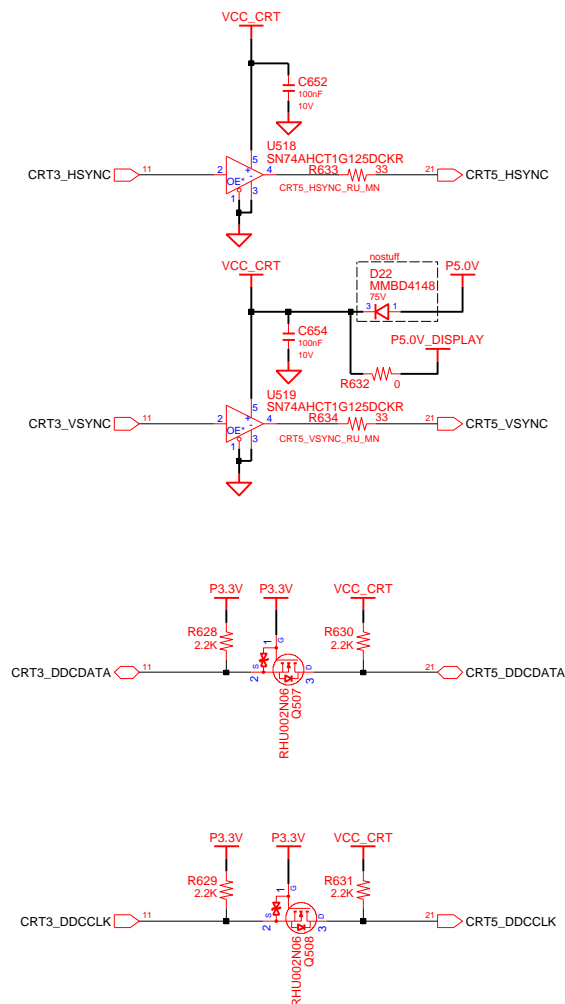 VCC_CRT
C652
100nF
10V
U518
SN74AHCT1G125DCKR
CRT3_HSYNC
11
2
5
+
-
4
R633
33
21
CRT5_HSYNC
OE*
1
3
CRT5_HSYNC_RU_MN
VCC_CRT
nostuff
D22
MMBD4148
75V
3
1
P5.0V
C654
100nF
10V
P5.0V_DISPLAY
R632
0
U519
SN74AHCT1G125DCKR
CRT3_VSYNC
11
2
5
+
-
4
R634
33
21
CRT5_VSYNC
OE*
1
3
CRT5_VSYNC_RU_MN
P3.3V
P3.3V
VCC_CRT
R628
2.2K
1
G
R630
2.2K
CRT3_DDCDATA
11
2
S
D
3
21
CRT5_DDCDATA
RHU002N06
Q507
P3.3V
P3.3V
VCC_CRT
R629
2.2K
1
G
R631
2.2K
CRT3_DDCCLK
11
2
S
D
3
21
CRT5_DDCCLK
RHU002N06
Q508